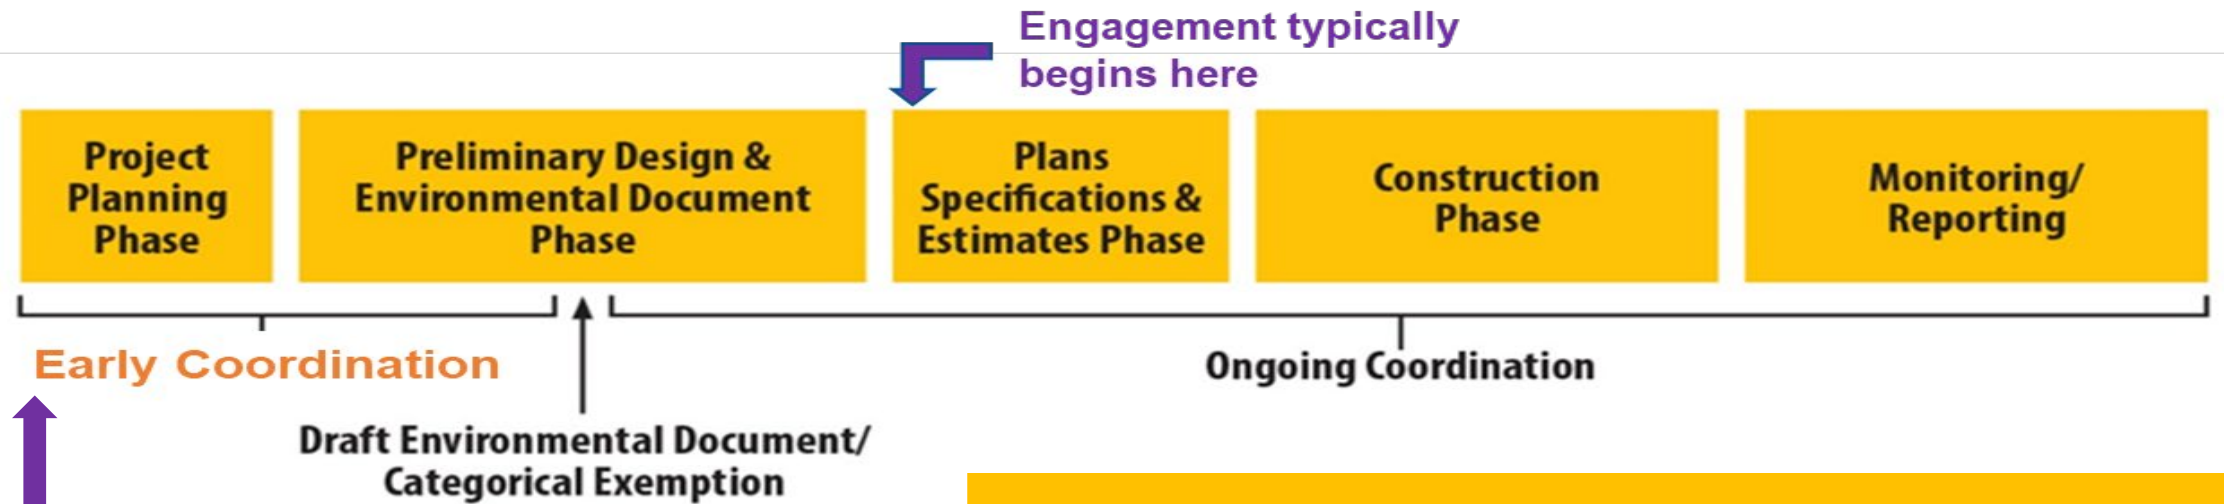 Engagement typically
begins here
Project
Planning
Phase
Preliminary Design &
Environmental Document
Phase
Plans
Specifications &
Estimates Phase
Construction
Phase
Monitoring/
Reporting
Early Coordination
Ongoing Coordination
Draft Environmental Document/
Categorical Exemption